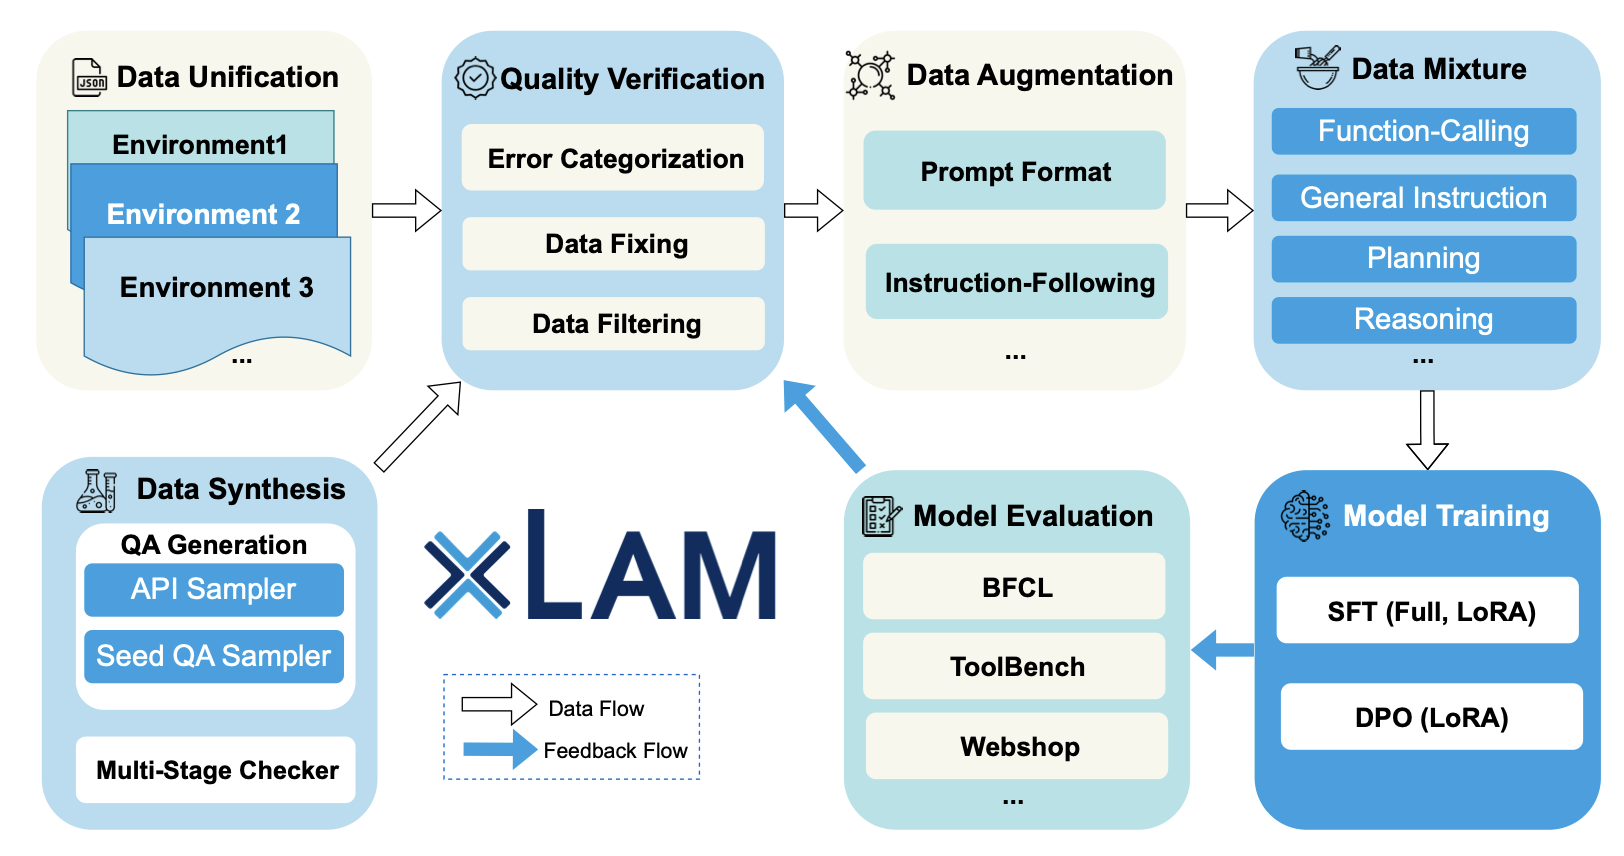 JSON
Data Unification
Environment1
Environment 2
Environment 3
...
Quality Verification
Error Categorization
Data Fixing
Data Filtering
Data Augmentation
Prompt Format
Instruction-Following
...
Data Mixture
Function-Calling
General Instruction
Planning
Reasoning
...
Data Synthesis
QA Generation
API Sampler
Seed QA Sampler
Multi-Stage Checker
xLAM
Data Flow
Feedback Flow
Model Evaluation
BFCL
ToolBench
Webshop
...
Model Training
SFT (Full, LoRA)
DPO (LoRA)